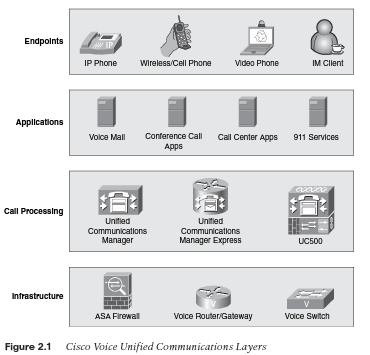 Endpoints
IP Phone
Wireless/Cell Phone
Video Phone
IM Client
Applications
Voice Mail
Conference Call
Apps
Call Center Apps
911 Services
Call Processing
Unified
Communications
Manager
Unified
Communications
Manager Express
UC500
Infrastructure
ASA Firewall
Voice Router/Gateway
Voice Switch
V
V
Figure 2.1 Cisco Voice Unified Communications Layers